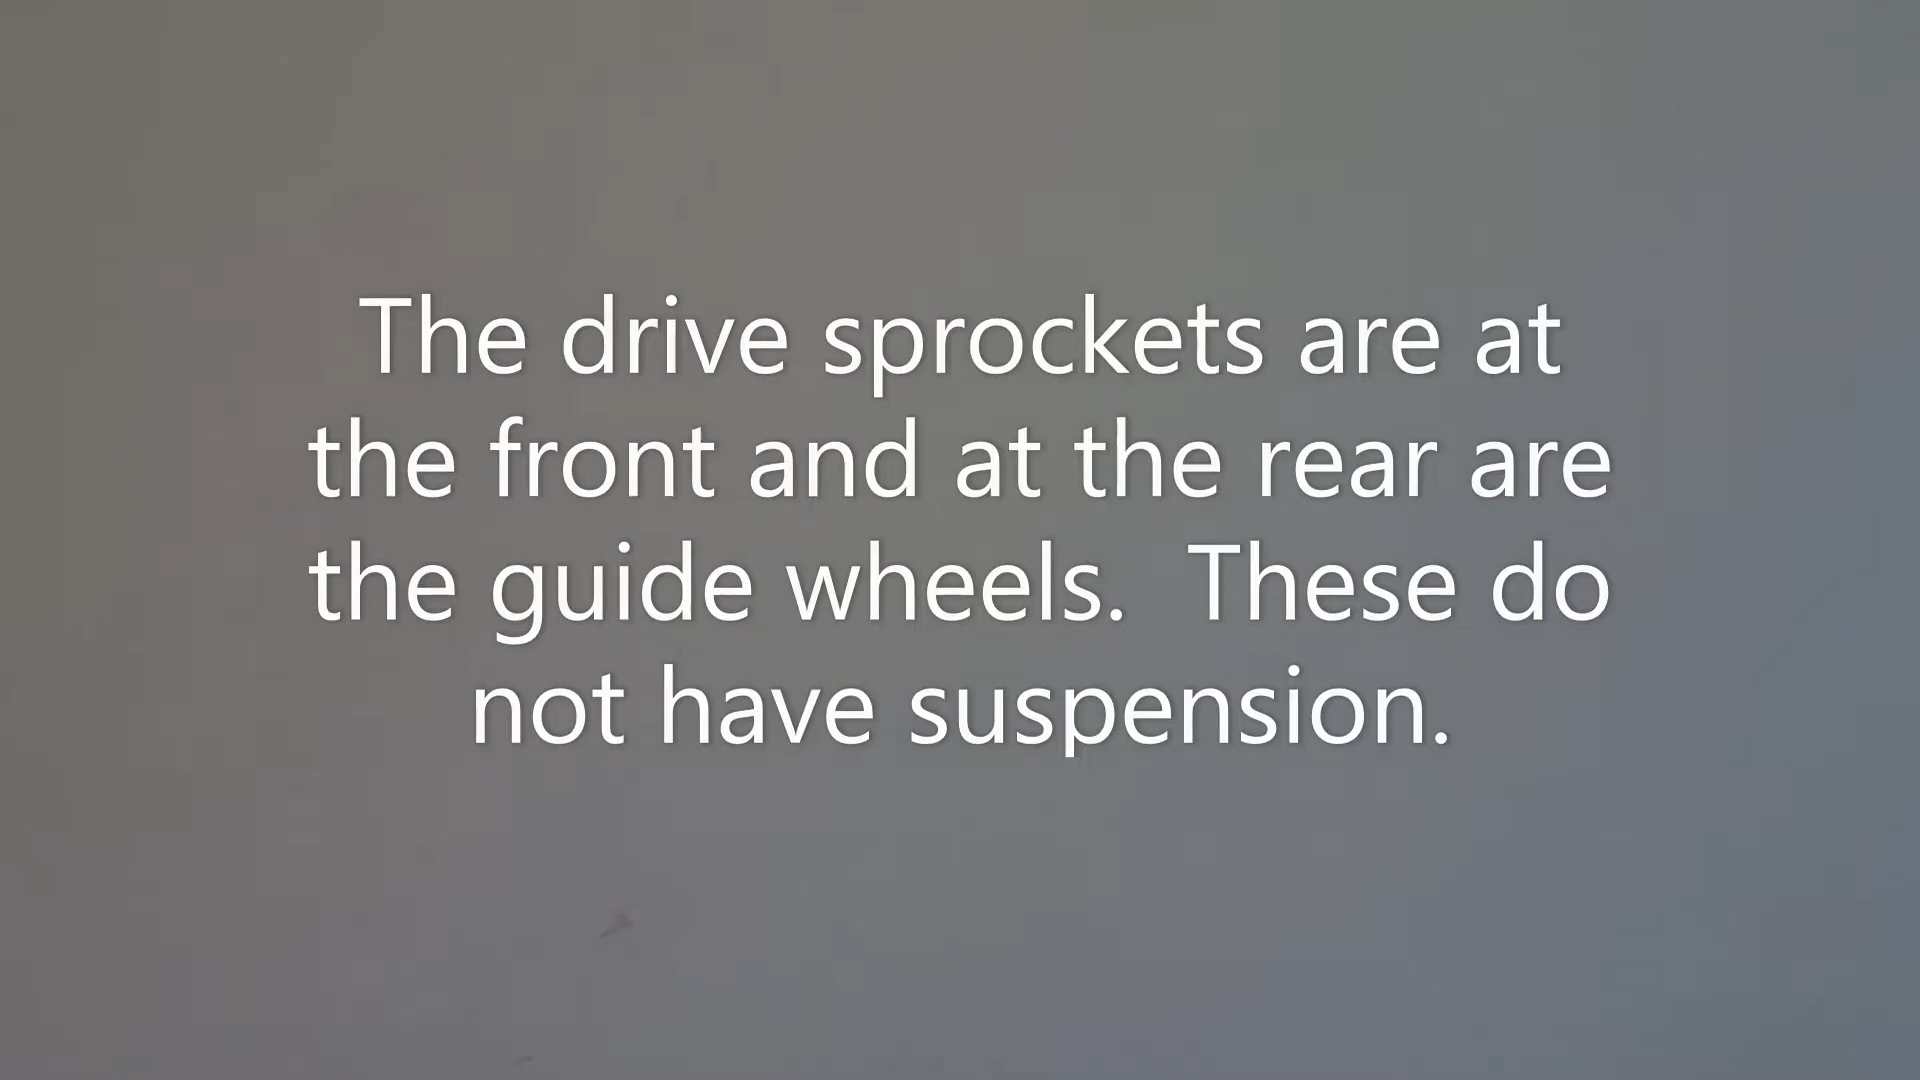 The drive sprockets are at
the front and at the rear are
the guide wheels.  These do
not have suspension.